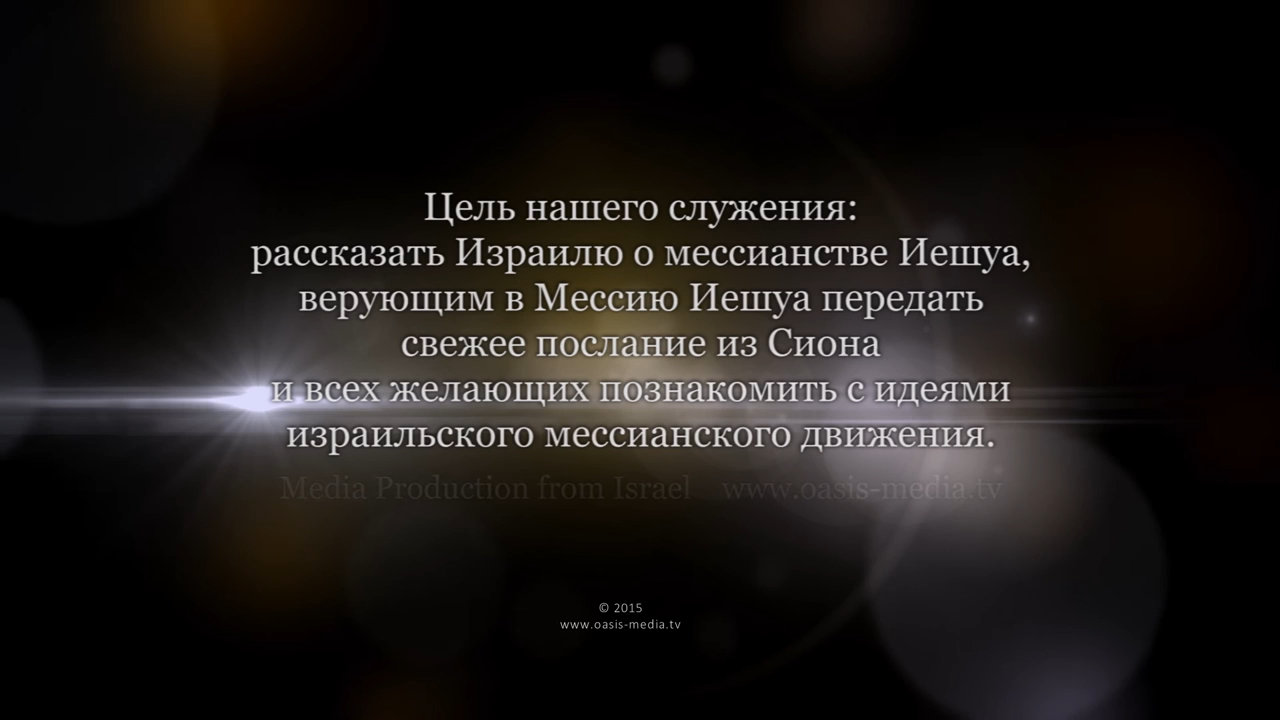 Цель нашего служения:
рассказать Израилю о мессианстве Иешуа,
верующим в Мессию Иешуа передать
свежее послание из Сиона
и всех желающих познакомить с идеями
израильского мессианского движения.
Media Production from Israel www.oasis-media.tv
© 2015
www.oasis-media.tv